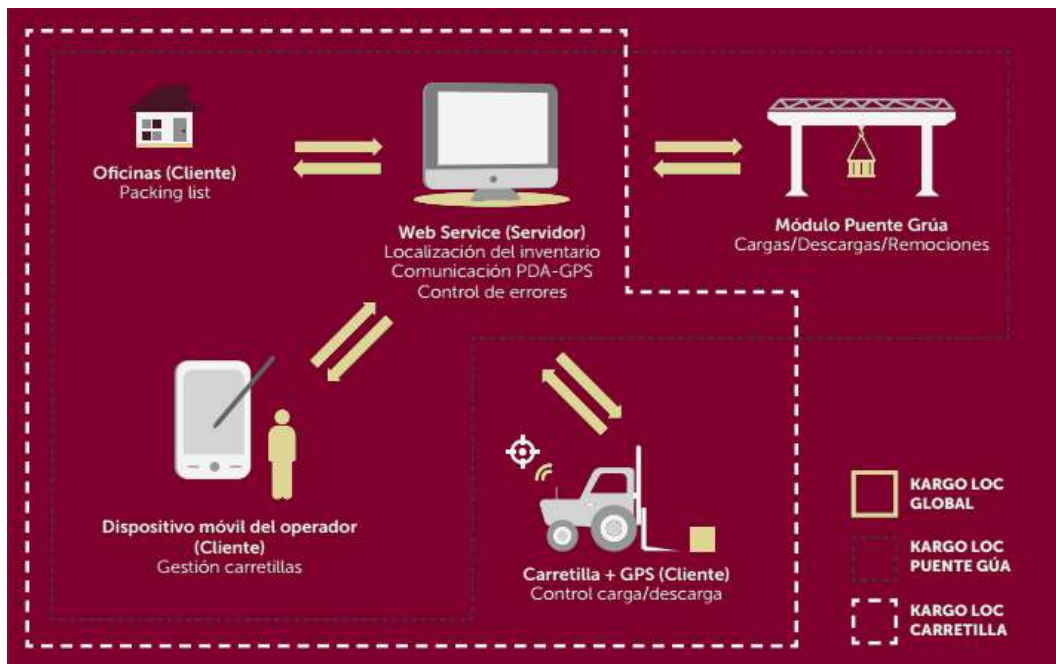 Oficinas (Cliente)
Packing list
Web Service (Servidor)
Localización del inventario
Comunicación PDA-GPS
Control de errores
Módulo Puente Grúa
Cargas/Descargas/Remociones
Dispositivo móvil del operador
(Cliente)
Gestión carretillas
Carretilla + GPS (Cliente)
Control carga/descarga
KARGO LOC
GLOBAL
KARGO LOC
PUENTE GÚA
KARGO LOC
CARRETILLA